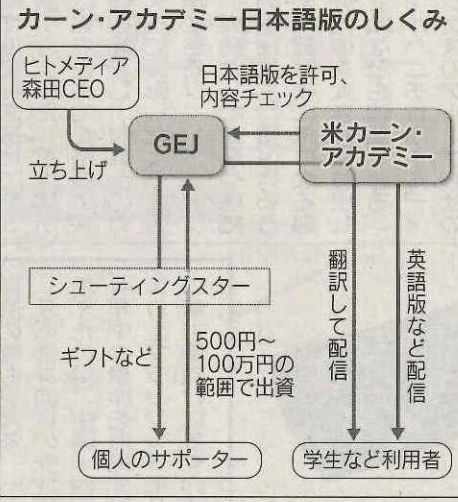 カーン・アカデミー日本語版のしくみ
ヒトメディア
森田CEO
日本語版を許可、
内容チェック
GEJ
米カーン・
アカデミー
立ち上げ
シューティングスター
ギフトなど
500円～
100万円の
範囲で出資
翻訳して配信
英語版など配信
個人のサポーター
学生など利用者